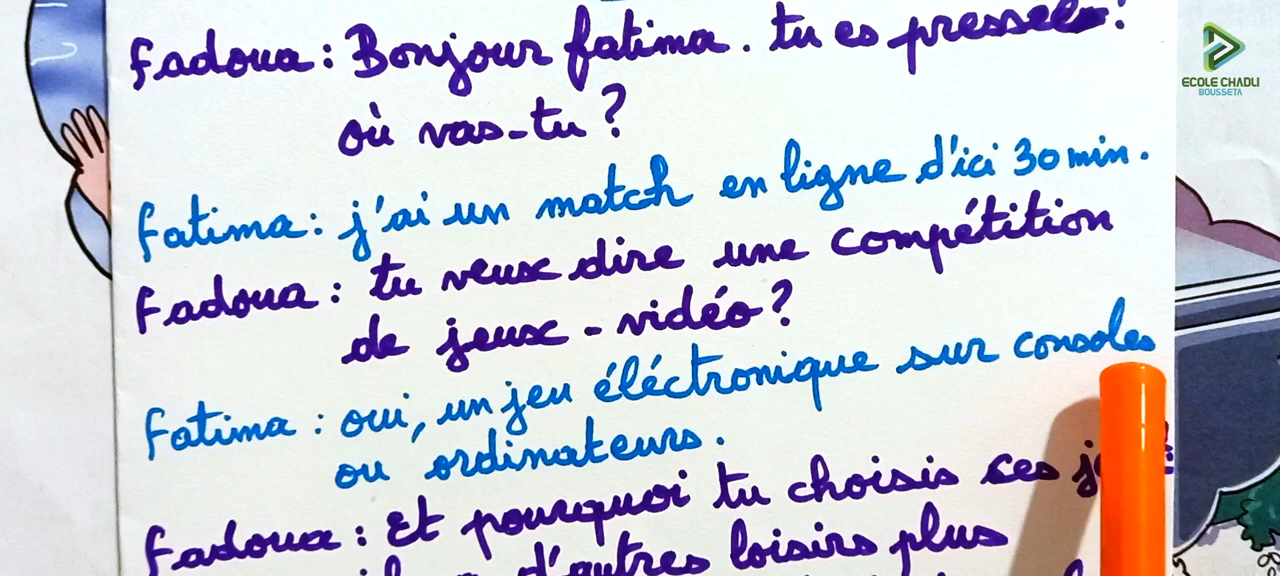 Fadoua : Bonjour fatima. tu es pressée !
où vas-tu ?
Fatima : j'ai un match en ligne d'ici 30 min.
Fadoua : tu veux dire une compétition
de jeux-vidéo ?
Fatima : oui, un jeu éléctronique sur consoles
ou ordinateurs.
Fadoua : Et pourquoi tu choisis ces
d'autres loisirs plus
ECOLE CHADLI
BOUSSETA